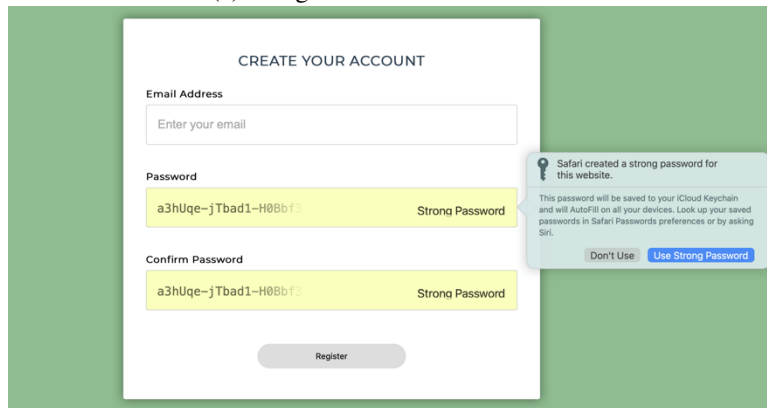 CREATE YOUR ACCOUNT
Email Address
Enter your email
Password
a3hUqe-jTbad1-H0Bbf3
Strong Password
Safari created a strong password for
this website.
This password will be saved to your iCloud Keychain
and will AutoFill on all your devices. Look up your saved
passwords in Safari Passwords preferences or by asking
Siri.
Don't Use
Use Strong Password
Confirm Password
a3hUqe-jTbad1-H0Bbf3
Strong Password
Register